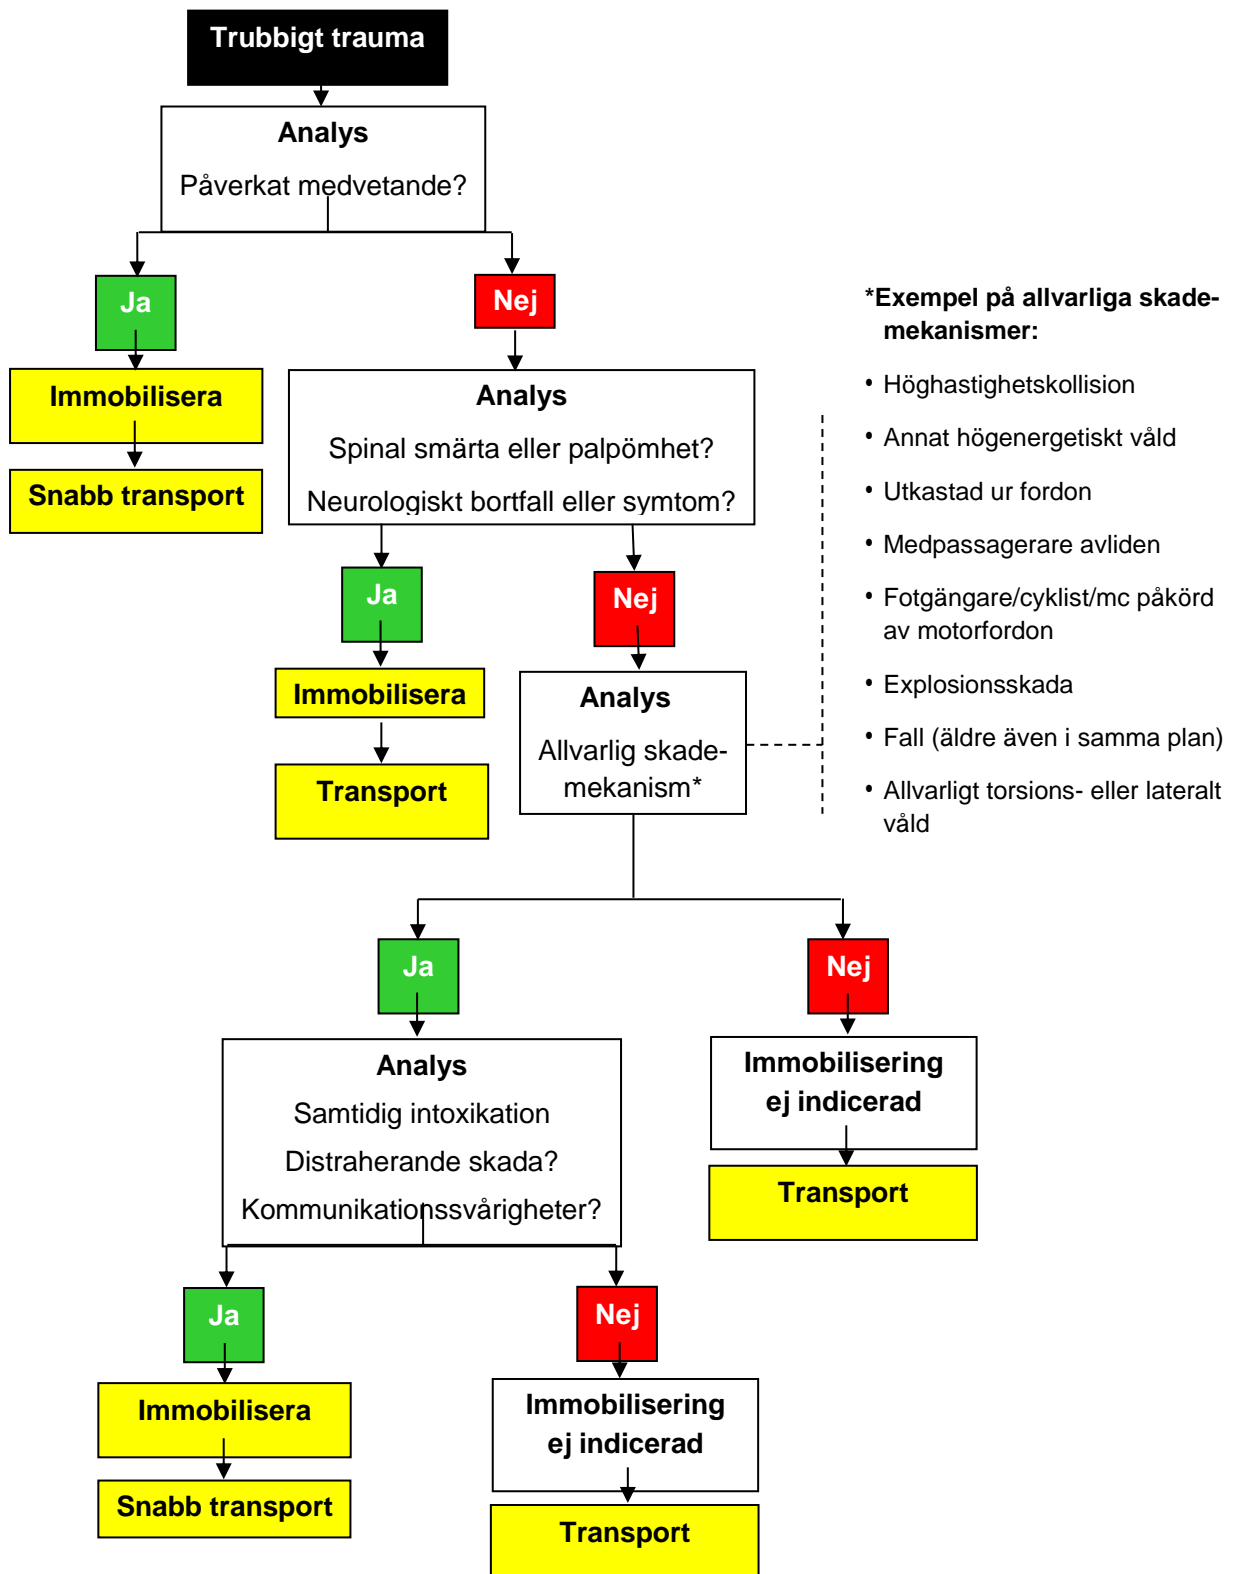 Trubbigt trauma
Analys
Påverkat medvetande?
Ja
Nej
Immobilisera
Snabb transport
Analys
Spinal smärta eller palpömhet?
Neurologiskt bortfall eller symtom?
*Exempel på allvarliga skade-
mekanismer:
• Höghastighetskollision
• Annat högenergetiskt våld
• Utkastad ur fordon
• Medpassagerare avliden
• Fotgängare/cyklist/mc påkörd
av motorfordon
• Explosionsskada
• Fall (äldre även i samma plan)
• Allvarligt torsions- eller lateralt
våld
Ja
Nej
Immobilisera
Transport
Analys
Allvarlig skade-
mekanism*
Ja
Nej
Analys
Samtidig intoxikation
Distraherande skada?
Kommunikationssvårigheter?
Immobilisering
ej indicerad
Transport
Ja
Nej
Immobilisera
Snabb transport
Immobilisering
ej indicerad
Transport